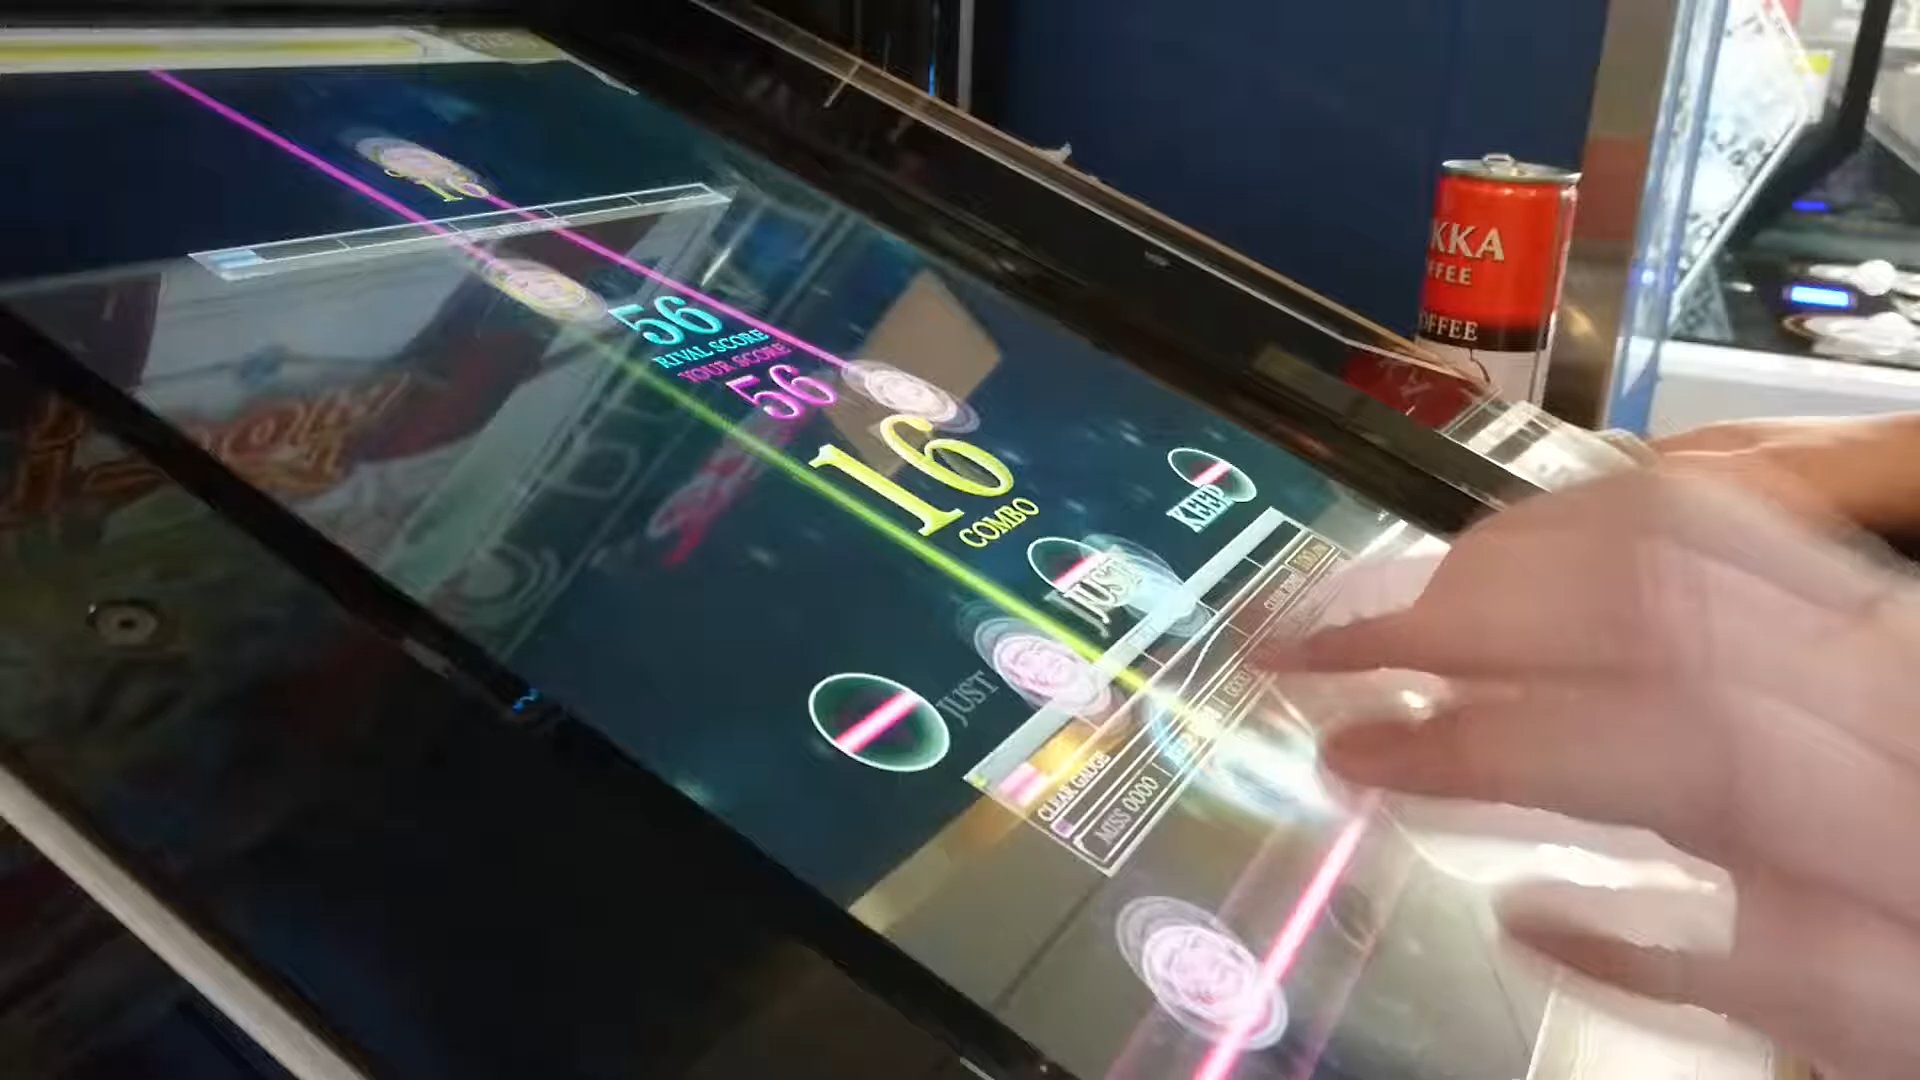 16
56
RIVAL SCORE
YOUR SCORE
56
16
COMBO
KEEP
JUST
JUST
CLEAR GAUGE
MISS 0000
KKA
FFEE
OFFEE